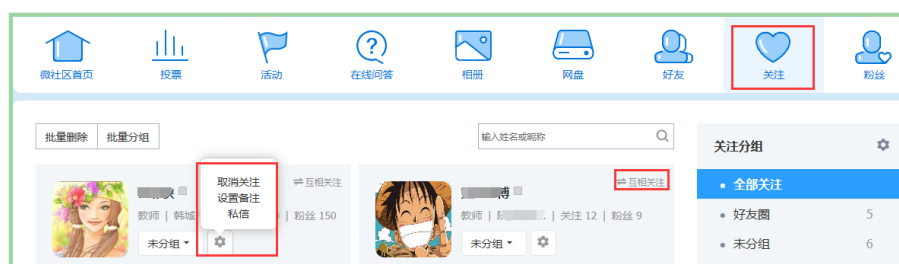 微社区首页 投票 活动 在线问答 相册 网盘 好友 关注 粉丝
批量删除 批量分组 输入姓名或昵称 关注分组
取消关注 互相关注 互相关注 全部关注
设置备注
教师 | 韩城 私信 | 粉丝 150 教师 | 关注 12 | 粉丝 9 好友圈 5
未分组 未分组 未分组 6